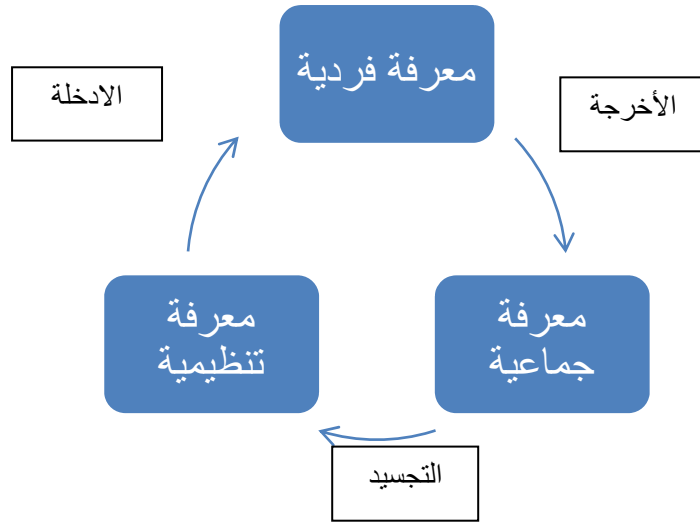 معرفة فردية
الادخلة
الأخرجة
معرفة
تنظيمية
معرفة
جماعية
التجسيد